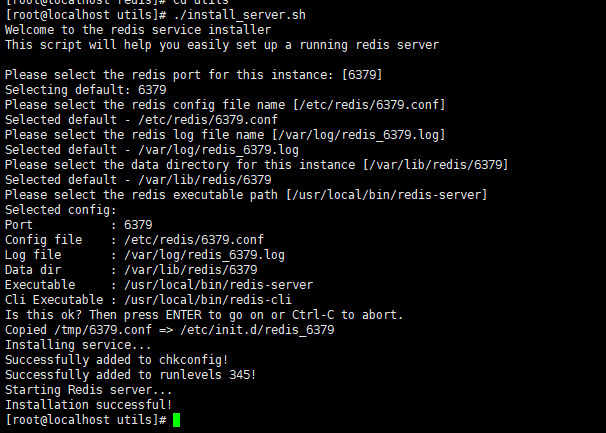 [root@localhost redis]# cd utils
[root@localhost utils]# ./install_server.sh
Welcome to the redis service installer
This script will help you easily set up a running redis server
Please select the redis port for this instance: [6379]
Selecting default: 6379
Please select the redis config file name [/etc/redis/6379.conf]
Selected default - /etc/redis/6379.conf
Please select the redis log file name [/var/log/redis_6379.log]
Selected default - /var/log/redis_6379.log
Please select the data directory for this instance [/var/lib/redis/6379]
Selected default - /var/lib/redis/6379
Please select the redis executable path [/usr/local/bin/redis-server]
Selected config:
Port           : 6379
Config file    : /etc/redis/6379.conf
Log file       : /var/log/redis_6379.log
Data dir       : /var/lib/redis/6379
Executable     : /usr/local/bin/redis-server
Cli Executable : /usr/local/bin/redis-cli
Is this ok? Then press ENTER to go on or Ctrl-C to abort.
Copied /tmp/6379.conf => /etc/init.d/redis_6379
Installing service...
Successfully added to chkconfig!
Successfully added to runlevels 345!
Starting Redis server...
Installation successful!
[root@localhost utils]#